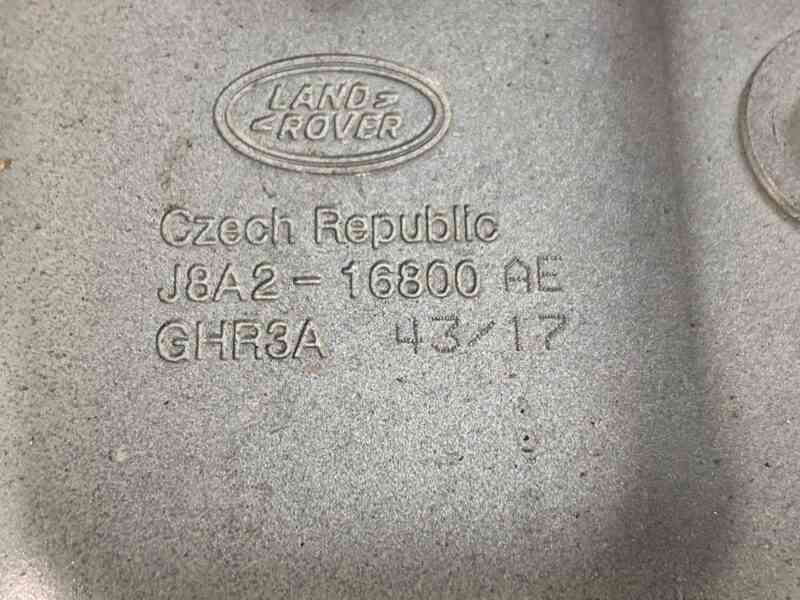 LAND
ROVER
Czech Republic
J8A2-16800 AE
GHR3A 43/17